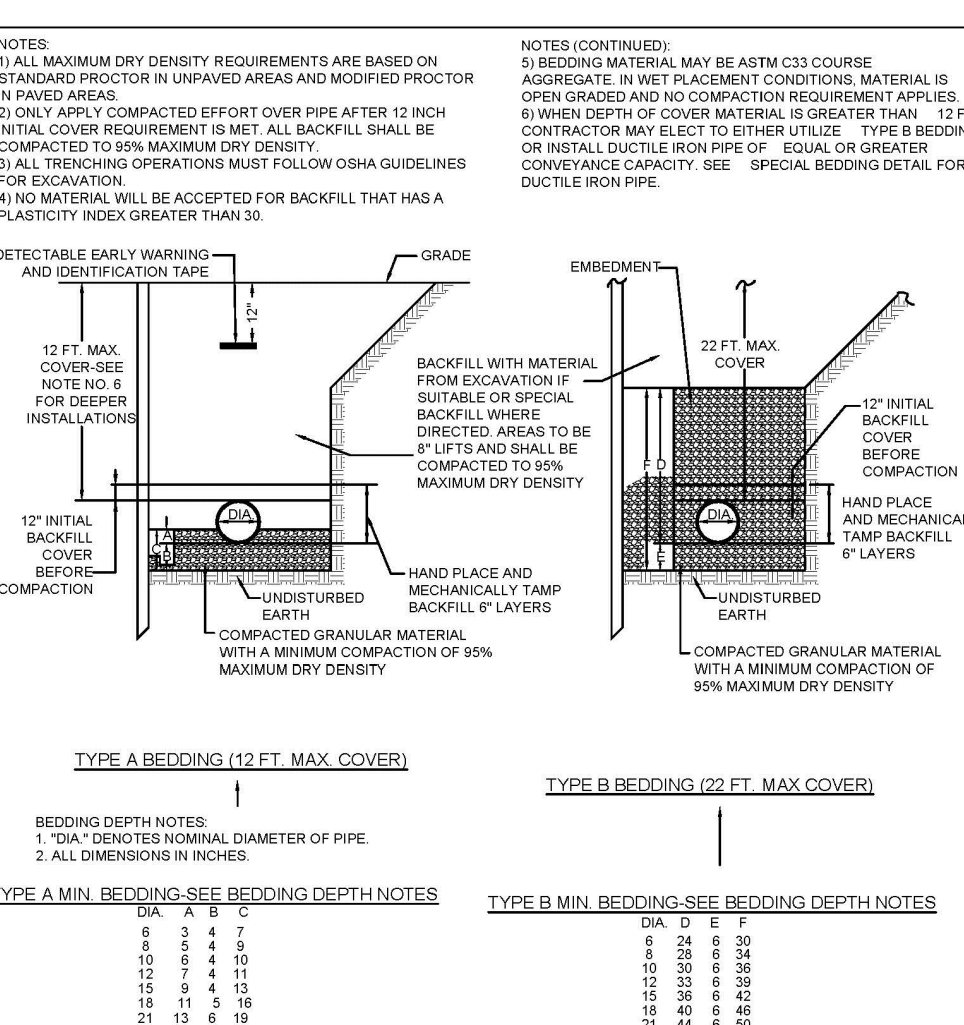 NOTES:
1) ALL MAXIMUM DRY DENSITY REQUIREMENTS ARE BASED ON
STANDARD PROCTOR IN UNPAVED AREAS AND MODIFIED PROCTOR
IN PAVED AREAS.
2) ONLY APPLY COMPACTED EFFORT OVER PIPE AFTER 12 INCH
INITIAL COVER REQUIREMENT IS MET. ALL BACKFILL SHALL BE
COMPACTED TO 95% MAXIMUM DRY DENSITY.
3) ALL TRENCHING OPERATIONS MUST FOLLOW OSHA GUIDELINES
FOR EXCAVATION.
4) NO MATERIAL WILL BE ACCEPTED FOR BACKFILL THAT HAS A
PLASTICITY INDEX GREATER THAN 30.
NOTES (CONTINUED):
5) BEDDING MATERIAL MAY BE ASTM C33 COURSE
AGGREGATE. IN WET PLACEMENT CONDITIONS, MATERIAL IS
OPEN GRADED AND NO COMPACTION REQUIREMENT APPLIES.
6) WHEN DEPTH OF COVER MATERIAL IS GREATER THAN 12 F
CONTRACTOR MAY ELECT TO EITHER UTILIZE TYPE B BEDDIN
OR INSTALL DUCTILE IRON PIPE OF EQUAL OR GREATER
CONVEYANCE CAPACITY. SEE SPECIAL BEDDING DETAIL FOR
DUCTILE IRON PIPE.
DETECTABLE EARLY WARNING
AND IDENTIFICATION TAPE
GRADE
12"
12 FT. MAX.
COVER-SEE
NOTE NO. 6
FOR DEEPER
INSTALLATIONS
BACKFILL WITH MATERIAL
FROM EXCAVATION IF
SUITABLE OR SPECIAL
BACKFILL WHERE
DIRECTED. AREAS TO BE
8" LIFTS AND SHALL BE
COMPACTED TO 95%
MAXIMUM DRY DENSITY
DIA.
A
C
B
12" INITIAL
BACKFILL
COVER
BEFORE
COMPACTION
HAND PLACE AND
MECHANICALLY TAMP
BACKFILL 6" LAYERS
UNDISTURBED
EARTH
COMPACTED GRANULAR MATERIAL
WITH A MINIMUM COMPACTION OF 95%
MAXIMUM DRY DENSITY
EMBEDMENT
22 FT. MAX.
COVER
12" INITIAL
BACKFILL
COVER
BEFORE
COMPACTION
F D
DIA.
E
HAND PLACE
AND MECHANICAL
TAMP BACKFILL
6" LAYERS
UNDISTURBED
EARTH
COMPACTED GRANULAR MATERIAL
WITH A MINIMUM COMPACTION OF
95% MAXIMUM DRY DENSITY
TYPE A BEDDING (12 FT. MAX. COVER)
TYPE B BEDDING (22 FT. MAX COVER)
BEDDING DEPTH NOTES:
1. "DIA." DENOTES NOMINAL DIAMETER OF PIPE.
2. ALL DIMENSIONS IN INCHES.
TYPE A MIN. BEDDING-SEE BEDDING DEPTH NOTES
DIA. A B C
6 3 4 7
8 5 4 9
10 6 4 10
12 7 4 11
15 9 4 13
18 11 5 16
21 13 6 19
TYPE B MIN. BEDDING-SEE BEDDING DEPTH NOTES
DIA. D E F
6 24 6 30
8 28 6 34
10 30 6 36
12 33 6 39
15 36 6 42
18 40 6 46
21 44 6 50